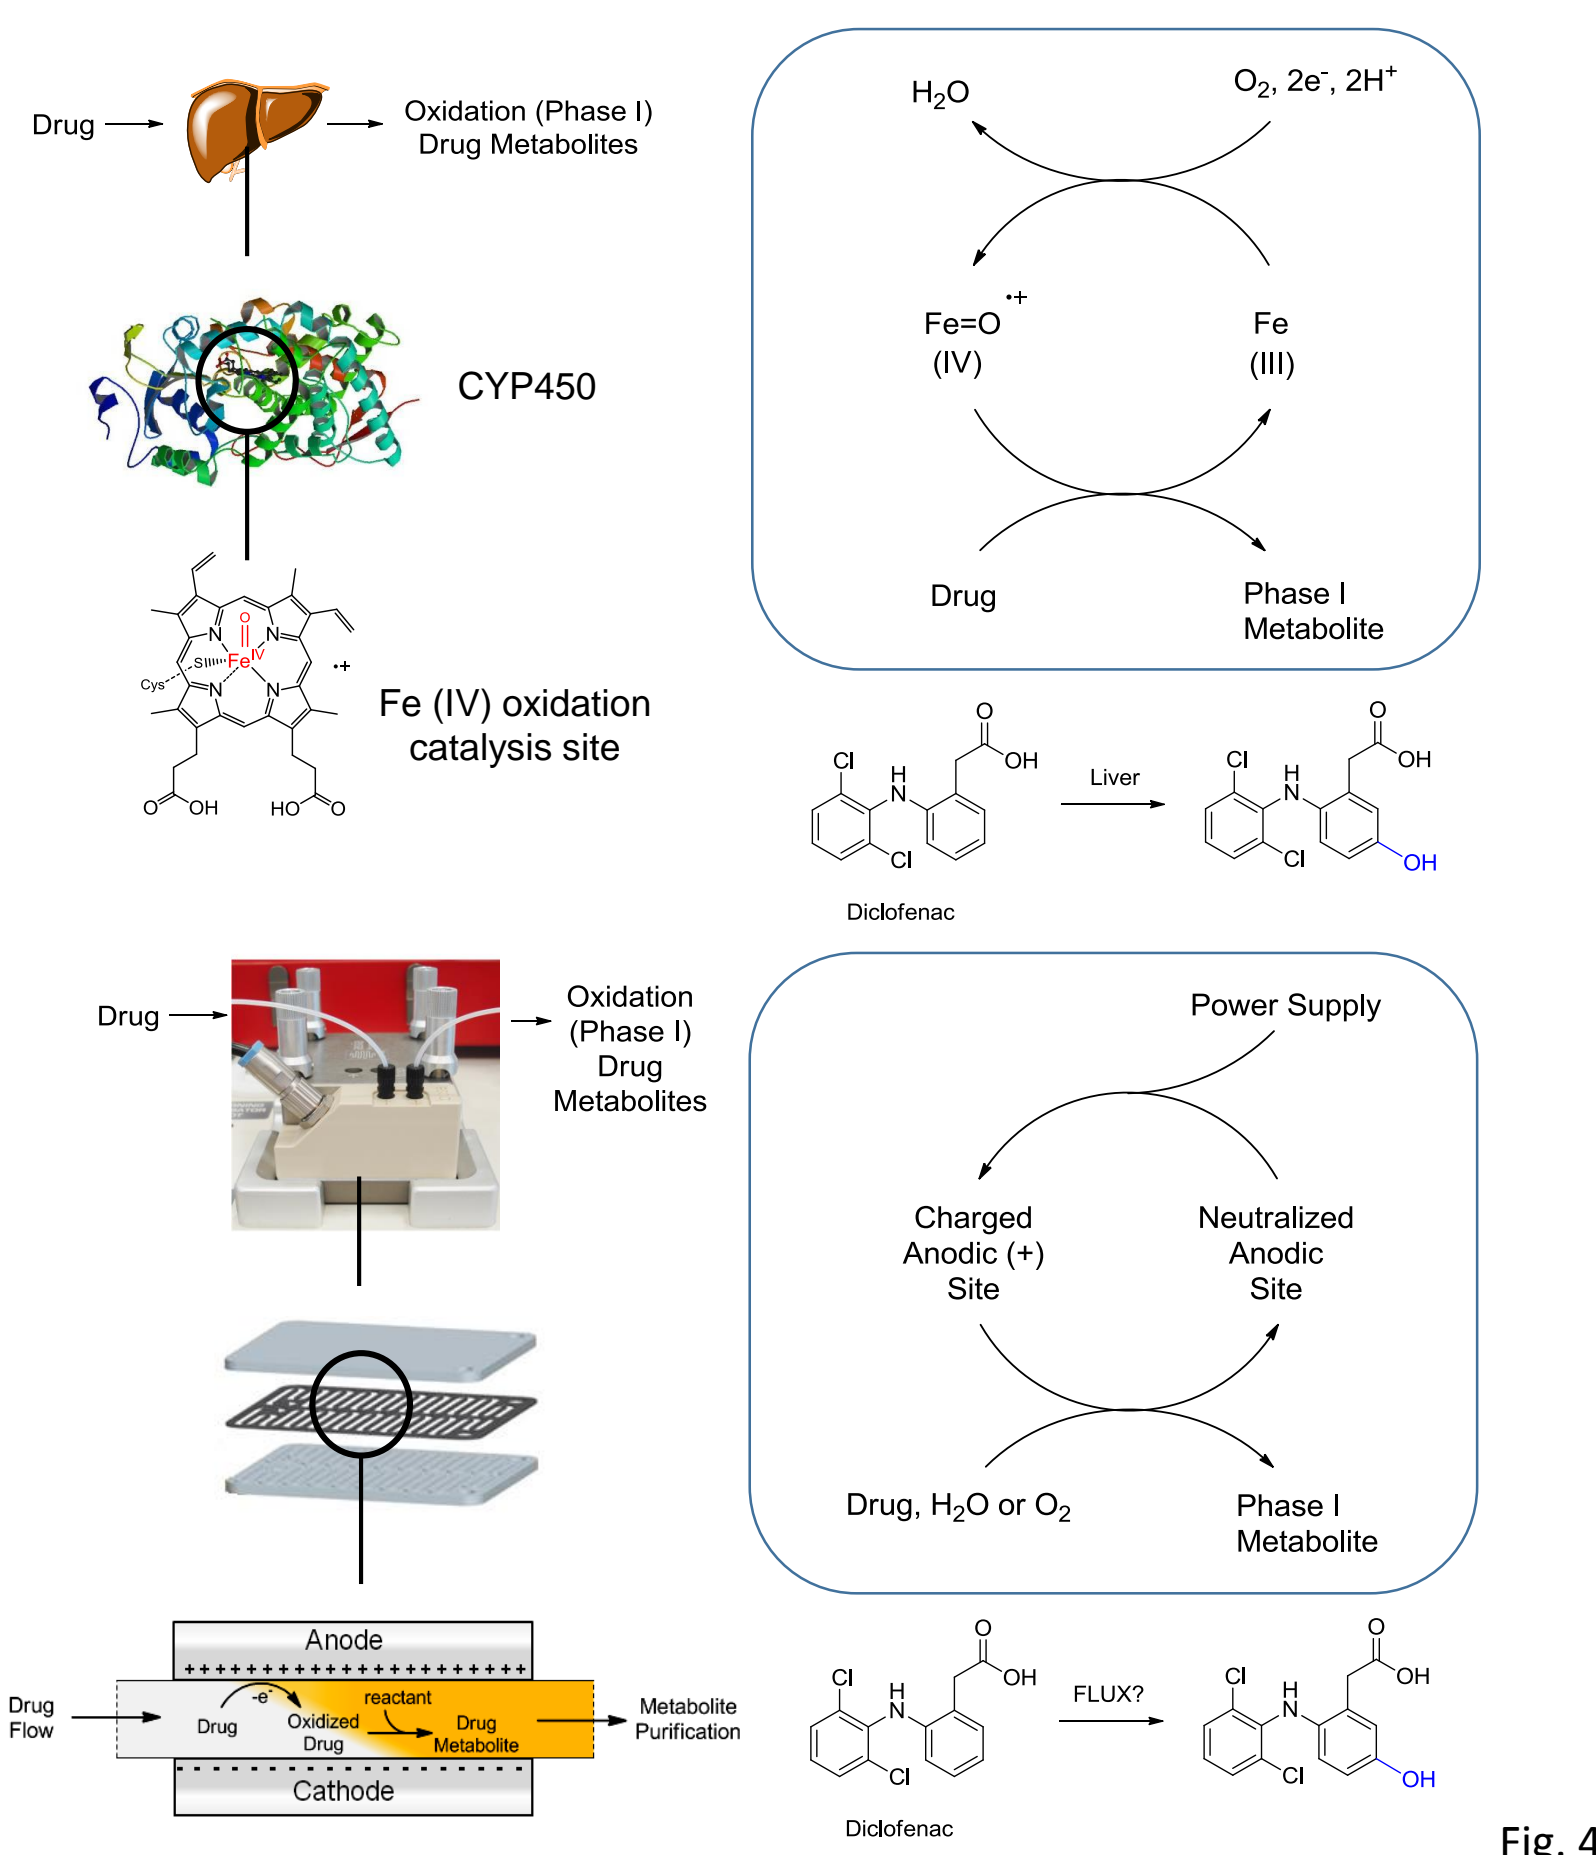 Drug
Oxidation (Phase I)
Drug Metabolites
CYP450
O
N
N
S
Fe
IV
Cys
N
N
•+
O
OH
HO
O
Fe (IV) oxidation
catalysis site
H₂O
O₂, 2e⁻, 2H⁺
•+
Fe=O
(IV)
Fe
(III)
Drug
Phase I
Metabolite
O
OH
Cl
H
N
Cl
Diclofenac
Liver
O
OH
Cl
H
N
Cl
OH
Drug
Oxidation
(Phase I)
Drug
Metabolites
Power Supply
Charged
Anodic (+)
Site
Neutralized
Anodic
Site
Drug, H₂O or O₂
Phase I
Metabolite
Anode
+ + + + + + + + + + + + + + + + + + + +
Drug
Flow
-e⁻
Drug
Oxidized
Drug
reactant
Drug
Metabolite
Metabolite
Purification
- - - - - - - - - - - - - - - - - - - -
Cathode
O
OH
Cl
H
N
Cl
Diclofenac
FLUX?
O
OH
Cl
H
N
Cl
OH
Fig. 4